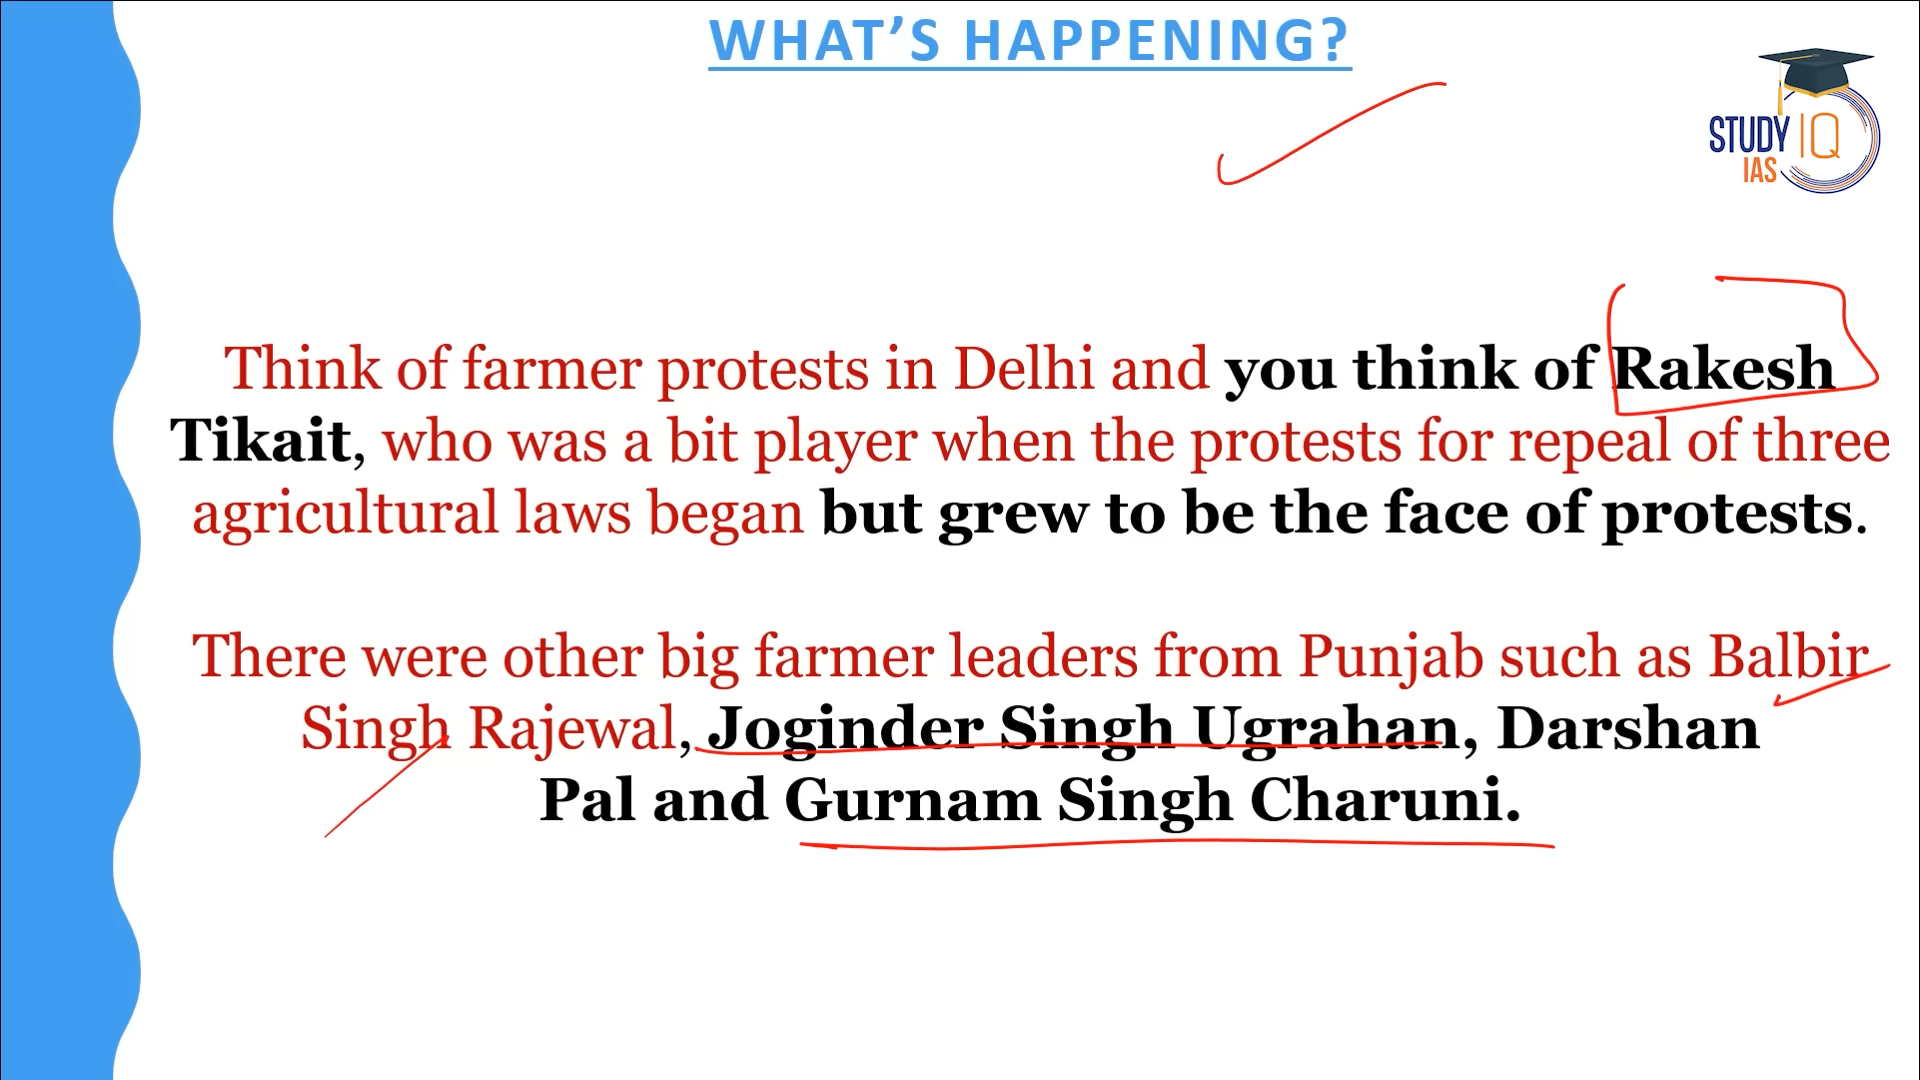 WHAT’S HAPPENING?
STUDY IQ
IAS
Think of farmer protests in Delhi and you think of Rakesh
Tikait, who was a bit player when the protests for repeal of three
agricultural laws began but grew to be the face of protests.
There were other big farmer leaders from Punjab such as Balbir
Singh Rajewal, Joginder Singh Ugrahan, Darshan
Pal and Gurnam Singh Charuni.